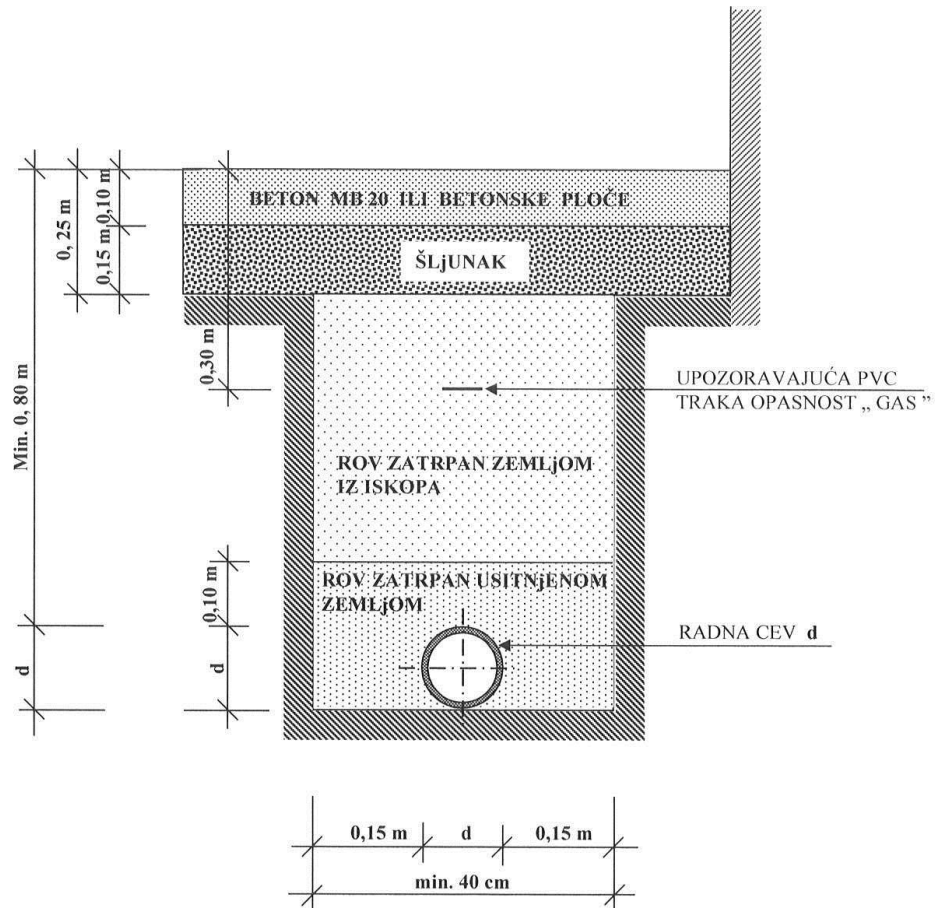 BETON MB 20 ILI BETONSKE PLOČE
ŠLjUNAK
0,10 m
0,25 m
0,15 m
0,30 m
Min. 0,80 m
UPOZORAVAJUĆA PVC
TRAKA OPASNOST „ GAS ”
ROV ZATRPAN ZEMLjOM
IZ ISKOPA
ROV ZATRPAN USITNjENOM
ZEMLjOM
0,10 m
RADNA CEV d
d
d
0,15 m d 0,15 m
min. 40 cm